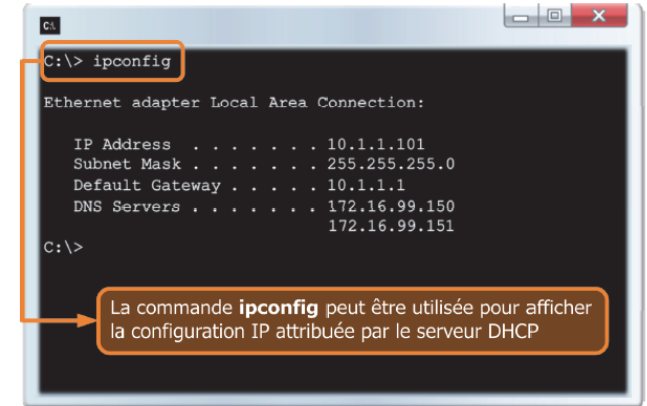 C:\
C:\> ipconfig
Ethernet adapter Local Area Connection:
IP Address . . . . . . . 10.1.1.101
Subnet Mask . . . . . . . 255.255.255.0
Default Gateway . . . . . 10.1.1.1
DNS Servers . . . . . . . 172.16.99.150
172.16.99.151
C:\>
La commande ipconfig peut être utilisée pour afficher
la configuration IP attribuée par le serveur DHCP